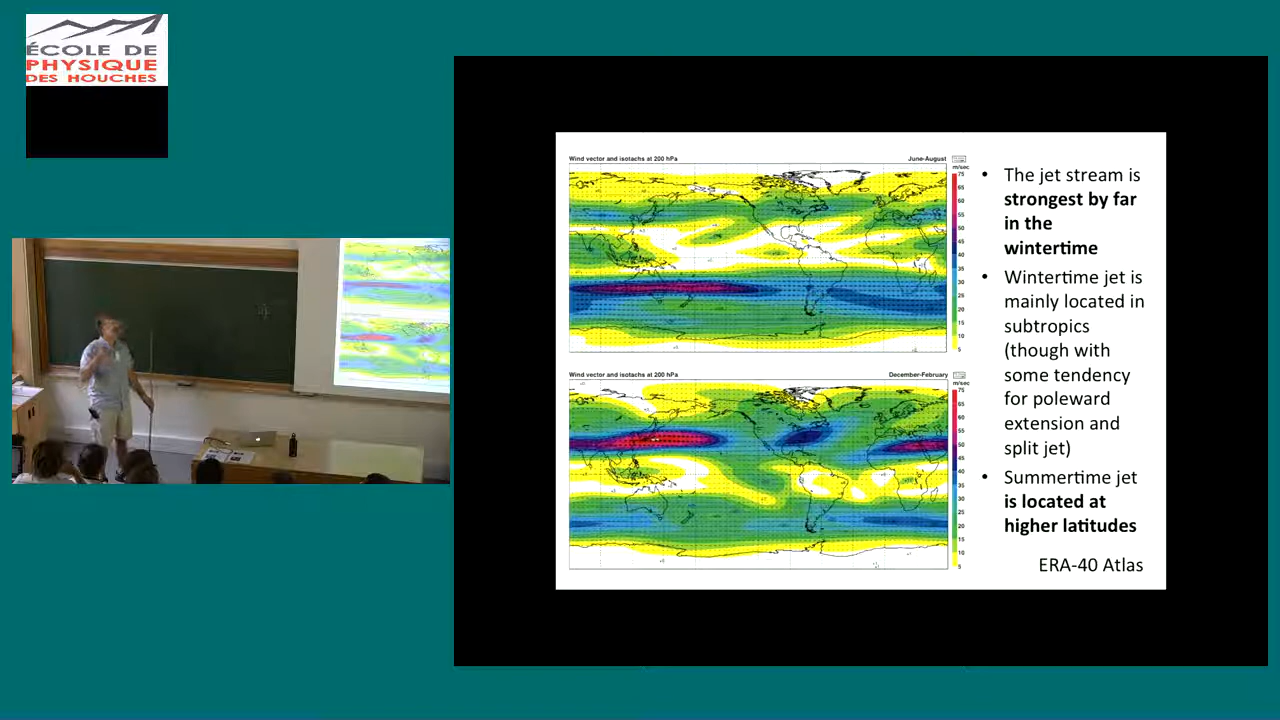 ÉCOLE DE
PHYSIQUE
DES HOUCHES
Wind vector and isotachs at 200 hPa
June-August
m/sec
75
65
60
55
50
45
40
35
30
25
20
15
10
5
Wind vector and isotachs at 200 hPa
December-February
m/sec
75
65
60
55
50
45
40
35
30
25
20
15
10
5
• The jet stream is
strongest by far
in the
wintertime
• Wintertime jet is
mainly located in
subtropics
(though with
some tendency
for poleward
extension and
split jet)
• Summertime jet
is located at
higher latitudes
ERA-40 Atlas